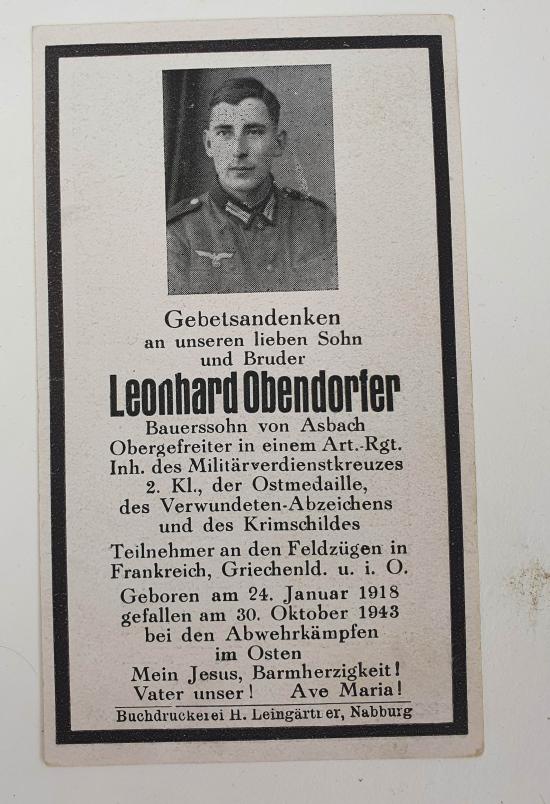 Gebetsandenken
an unseren lieben Sohn
und Bruder
Leonhard Obendorfer
Bauerssohn von Asbach
Obergefreiter in einem Art.-Rgt.
Inh. des Militärverdienstkreuzes
2. Kl., der Ostmedaille,
des Verwundeten-Abzeichens
und des Krimschildes
Teilnehmer an den Feldzügen in
Frankreich, Griechenld. u. i. O.
Geboren am 24. Januar 1918
gefallen am 30. Oktober 1943
bei den Abwehrkämpfen
im Osten
Mein Jesus, Barmherzigkeit!
Vater unser! Ave Maria!
Buchdruckerei H. Leingärtner, Nabburg